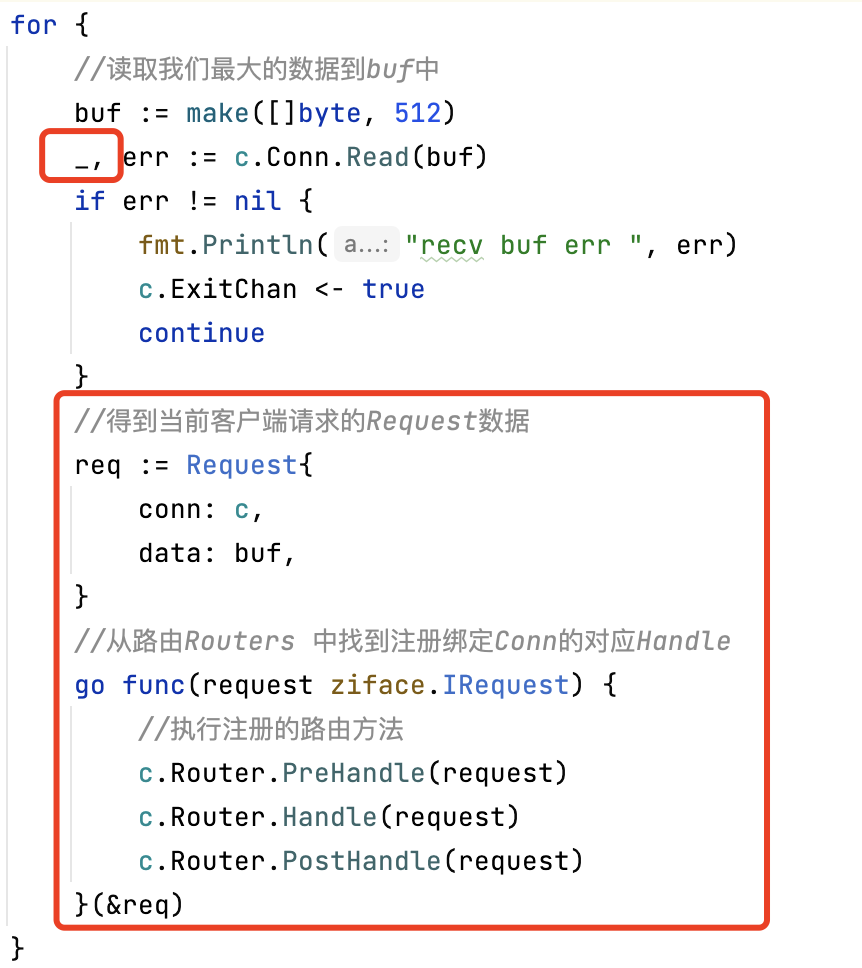 for {
//读取我们最大的数据到buf中
buf := make([]byte, 512)
_, err := c.Conn.Read(buf)
if err != nil {
fmt.Println( a...: "recv buf err ", err)
c.ExitChan <- true
continue
}
//得到当前客户端请求的Request数据
req := Request{
conn: c,
data: buf,
}
//从路由Routers 中找到注册绑定Conn的对应Handle
go func(request ziface.IRequest) {
//执行注册的路由方法
c.Router.PreHandle(request)
c.Router.Handle(request)
c.Router.PostHandle(request)
}(&req)
}